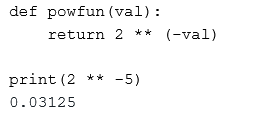 def powfun(val):
    return 2 ** (-val)

print(2 ** -5)
0.03125